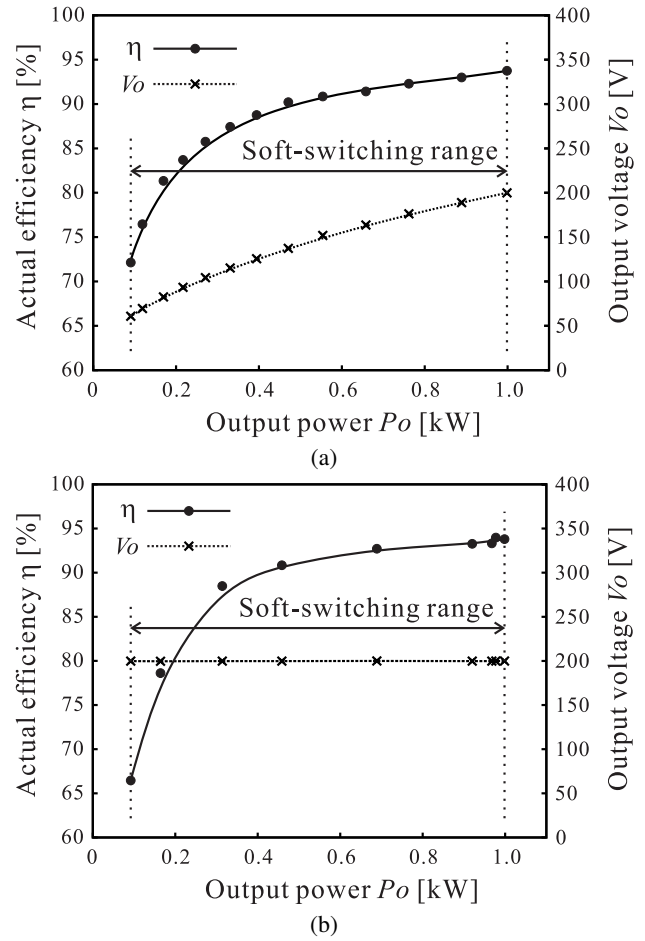 100
95
90
85
80
75
70
65
60
Actual efficiency η [%]
η
Vo
Soft-switching range
400
350
300
250
200
150
100
50
0
Output voltage Vo [V]
0 0.2 0.4 0.6 0.8 1.0
Output power Po [kW]
(a)
100
95
90
85
80
75
70
65
60
Actual efficiency η [%]
η
Vo
Soft-switching range
400
350
300
250
200
150
100
50
0
Output voltage Vo [V]
0 0.2 0.4 0.6 0.8 1.0
Output power Po [kW]
(b)